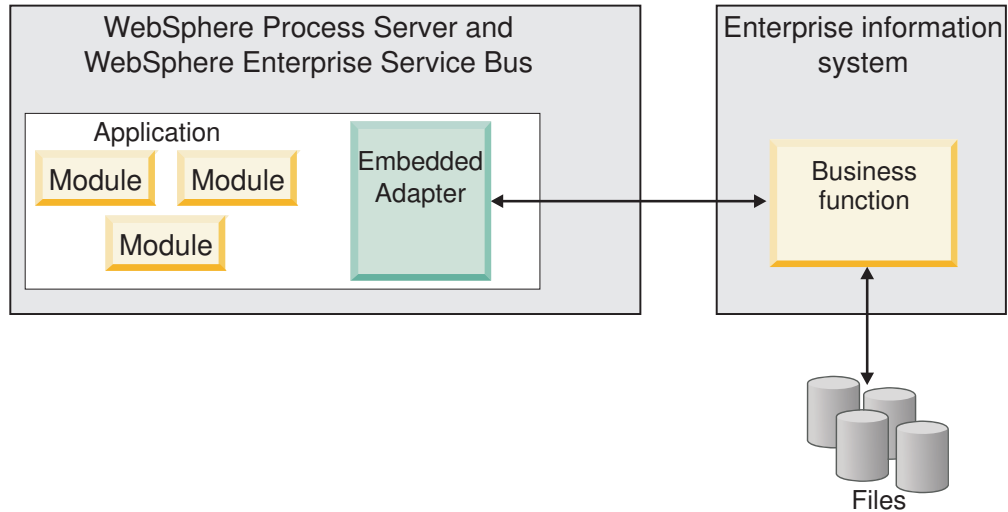 WebSphere Process Server and
WebSphere Enterprise Service Bus
Application
Module
Module
Module
Embedded
Adapter
Enterprise information
system
Business
function
Files